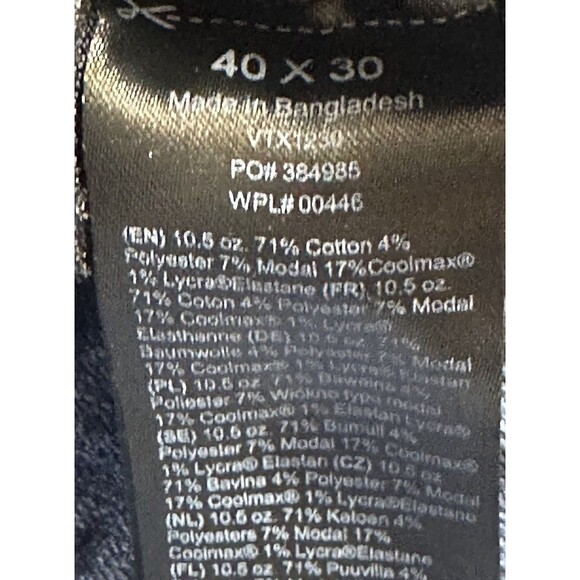 40 X 30
Made in Bangladesh
VTX1230
PO# 384985
WPL# 00446
(EN) 10.5 oz. 71% Cotton 4%
Polyester 7% Modal 17%Coolmax®
1% Lycra®Elastane (FR) 10.5 oz.
71% Coton 4% Polyester 7% Modal
17% Coolmax® 1% Lycra®
Elasthanne (DE) 10.5 oz. 71%
Baumwolle 4% Polyester 7% Modal
17% Coolmax® 1% Lycra® Elastan
(PL) 10.5 oz. 71% Bawelna 4%
Poliester 7% Wlokno typu modal
17% Coolmax® 1% Elastan Lycra®
(SE) 10.5 oz. 71% Bumull 4%
Polyester 7% Modal 17% Coolmax®
1% Lycra® Elastan (CZ) 10.5 oz
71% Bavlna 4% Polyester 7% Modal
17% Coolmax® 1% Lycra®Elastane
(NL) 10.5 oz. 71% Katoen 4%
Polyesters 7% Modal 17%
Coolmax® 1% Lycra®Elastane
(FL) 10.5 oz. 71% Puuvilla 4%